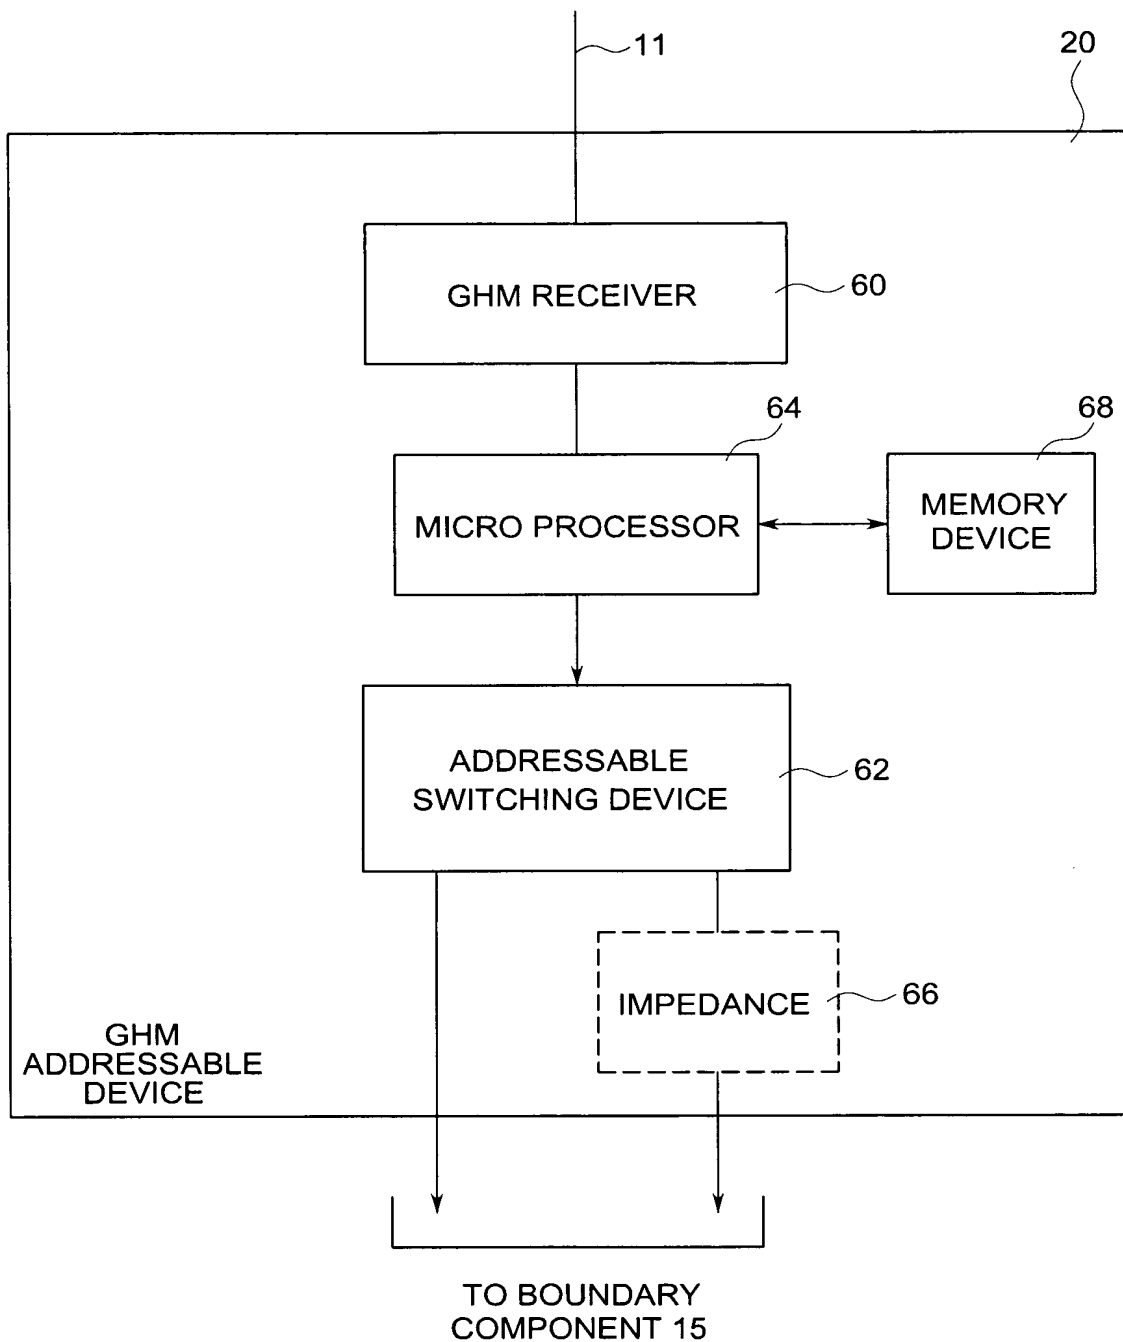 11
20
GHM RECEIVER
60
64
68
MICRO PROCESSOR
MEMORY
DEVICE
ADDRESSABLE
SWITCHING DEVICE
62
IMPEDANCE
66
GHM
ADDRESSABLE
DEVICE
TO BOUNDARY
COMPONENT 15